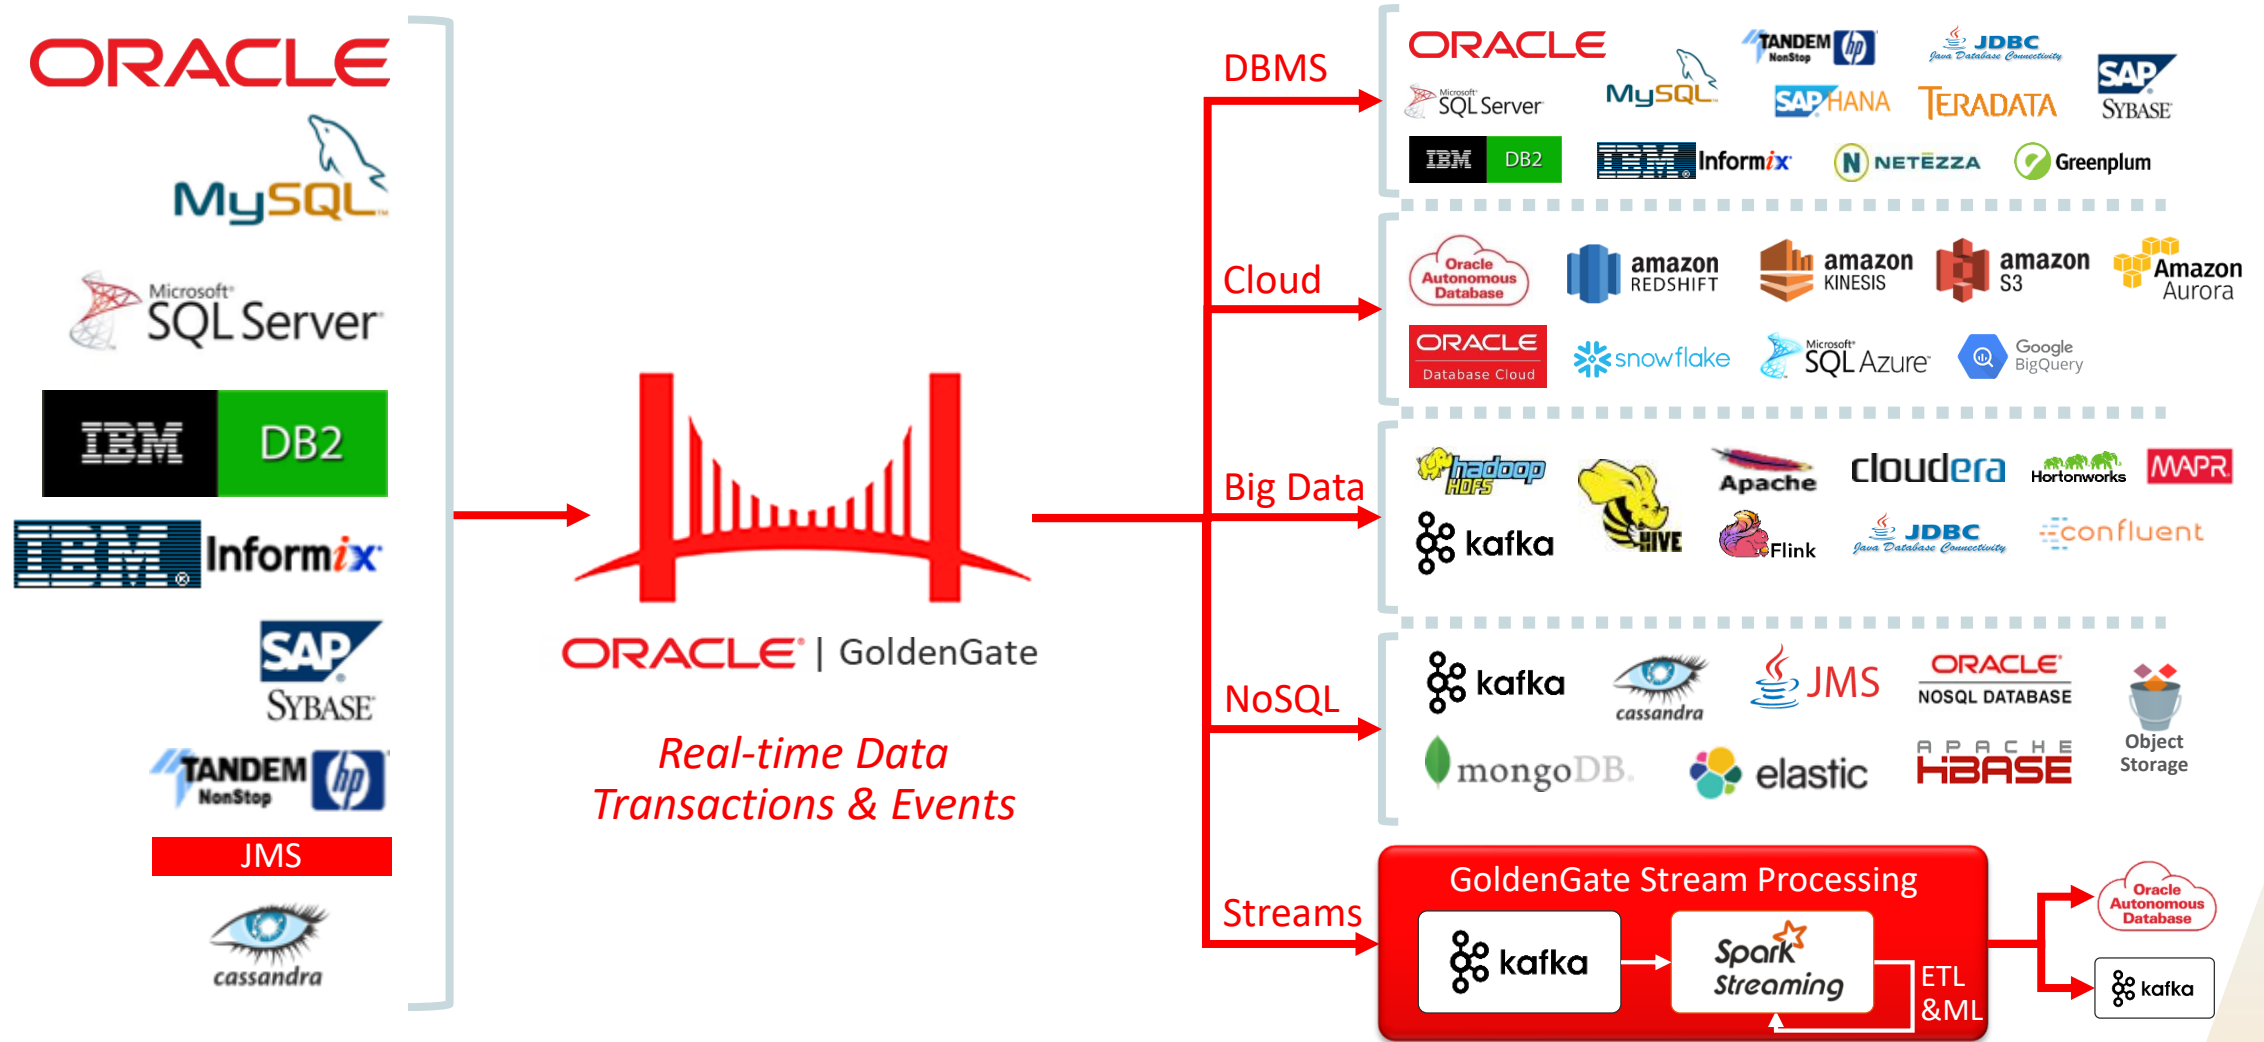 ORACLE
MySQL™
Microsoft®
SQL Server®
IBM DB2
IBM® Informix®
SAP
SYBASE®
TANDEM hp
NonStop
JMS
cassandra
ORACLE® | GoldenGate
Real-time Data
Transactions & Events
DBMS
ORACLE
TANDEM hp
NonStop
JDBC
Java Database Connectivity
SAP
SYBASE
Microsoft®
SQL Server
MySQL™
SAP HANA
TERADATA
IBM DB2
IBM® Informix
N NETEZZA
Greenplum
Cloud
Oracle
Autonomous
Database
amazon
REDSHIFT
amazon
KINESIS
amazon
S3
Amazon
Aurora
ORACLE
Database Cloud
snowflake
Microsoft®
SQL Azure™
Google
BigQuery
Big Data
hadoop
HDFS
HIVE
Apache
cloudera
Hortonworks
MAPR
kafka
Flink
JDBC
Java Database Connectivity
confluent
NoSQL
kafka
cassandra
JMS
ORACLE®
NOSQL DATABASE
Object
Storage
mongoDB.
elastic
APACHE
HBASE
Streams
GoldenGate Stream Processing
kafka
Spark
Streaming
ETL
&ML
Oracle
Autonomous
Database
kafka